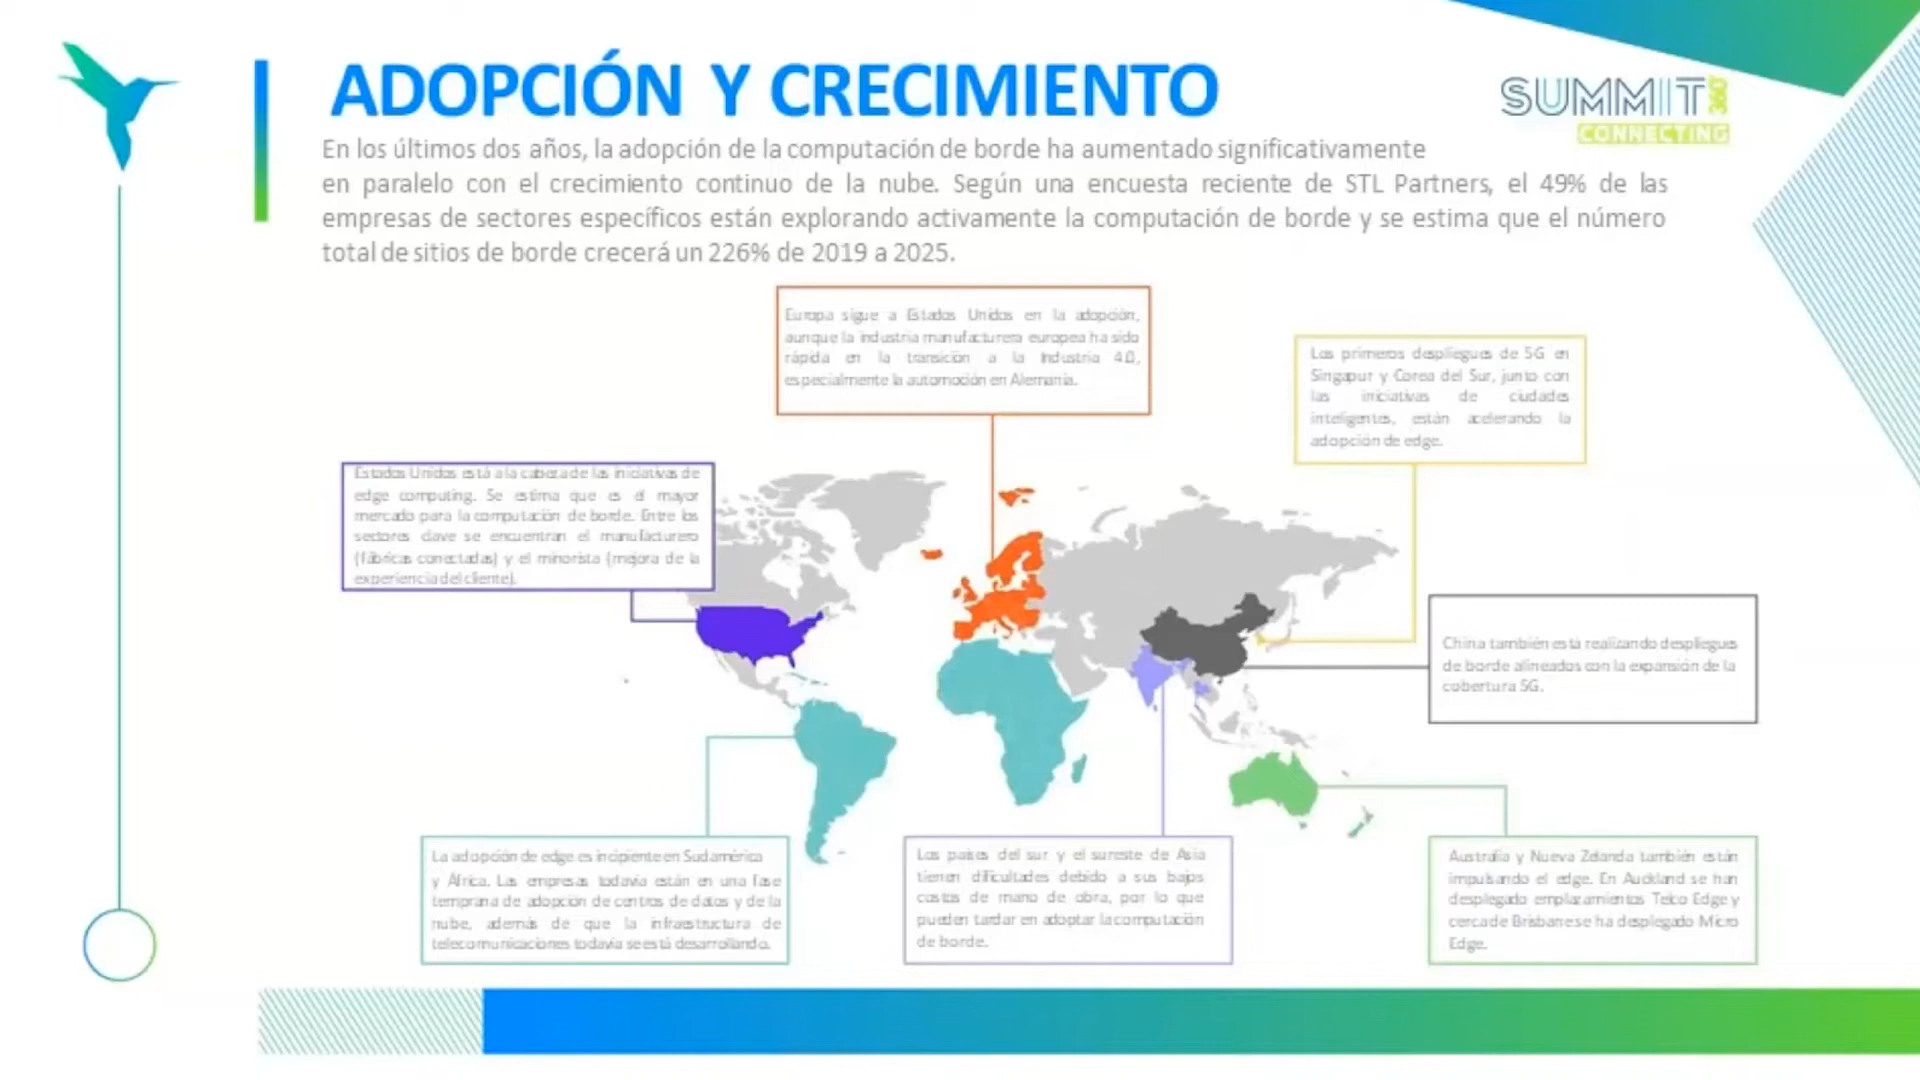 ADOPCIÓN Y CRECIMIENTO
SUMMIT 360°
CONNECTING
En los últimos dos años, la adopción de la computación de borde ha aumentado significativamente
en paralelo con el crecimiento continuo de la nube. Según una encuesta reciente de STL Partners, el 49% de las
empresas de sectores específicos están explorando activamente la computación de borde y se estima que el número
total de sitios de borde crecerá un 226% de 2019 a 2025.
Europa sigue a Estados Unidos en la adopción,
aunque la industria manufacturera europea ha sido
rápida en la transición a la Industria 4.0,
especialmente la automoción en Alemania.
Los primeros despliegues de 5G en
Singapur y Corea del Sur, junto con
las iniciativas de ciudades
inteligentes, están acelerando la
adopción de edge.
Estados Unidos está a la cabeza de las iniciativas de
edge computing. Se estima que es el mayor
mercado para la computación de borde. Entre los
sectores clave se encuentran el manufacturero
(fábricas conectadas) y el minorista (mejora de la
experiencia del cliente).
China también está realizando despliegues
de borde alineados con la expansión de la
cobertura 5G.
La adopción de edge es incipiente en Sudamérica
y África. Las empresas todavía están en una fase
temprana de adopción de centros de datos y de la
nube, además de que la infraestructura de
telecomunicaciones todavía se está desarrollando.
Los países del sur y el sureste de Asia
tienen dificultades debido a sus bajos
costos de mano de obra, por lo que
pueden tardar en adoptar la computación
de borde.
Australia y Nueva Zelanda también están
impulsando el edge. En Auckland se han
desplegado emplazamientos Telco Edge y
cerca de Brisbane se ha desplegado Micro
Edge.